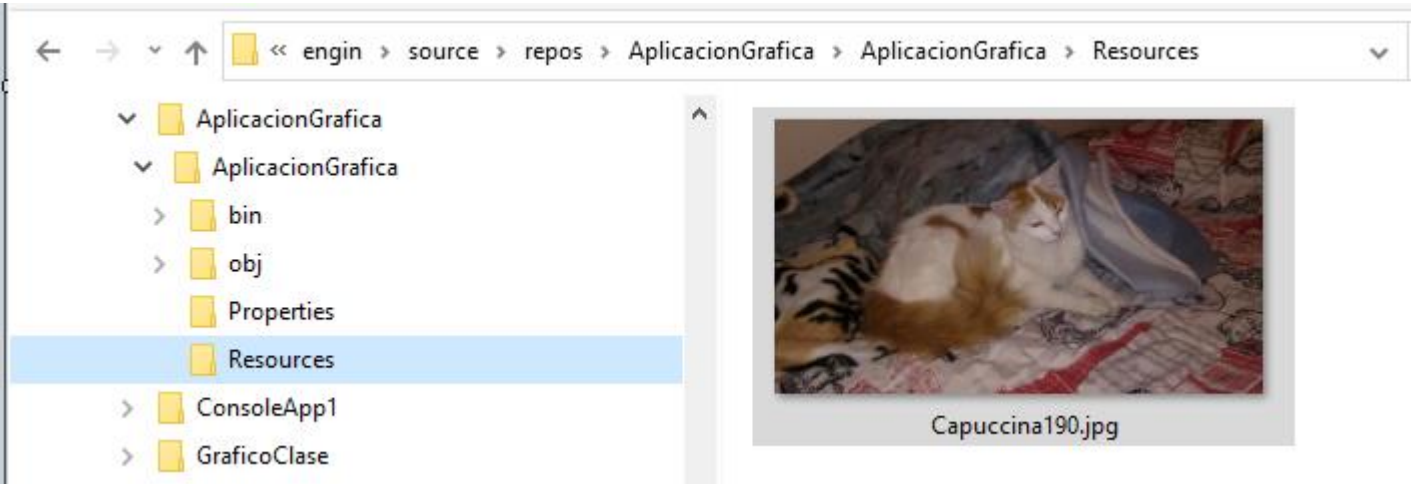 « engin > source > repos > AplicacionGrafica > AplicacionGrafica > Resources
AplicacionGrafica
AplicacionGrafica
bin
obj
Properties
Resources
ConsoleApp1
GraficoClase
Capuccina190.jpg